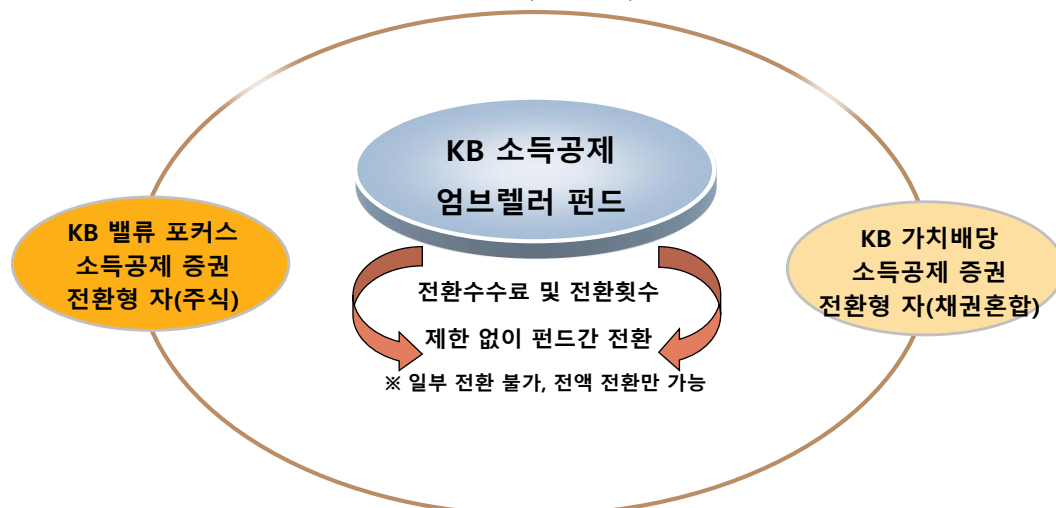 KB 소득공제
엄브렐러 펀드
KB 밸류 포커스
소득공제 증권
전환형 자(주식)
전환수수료 및 전환횟수
제한 없이 펀드간 전환
※ 일부 전환 불가, 전액 전환만 가능
KB 가치배당
소득공제 증권
전환형 자(채권혼합)